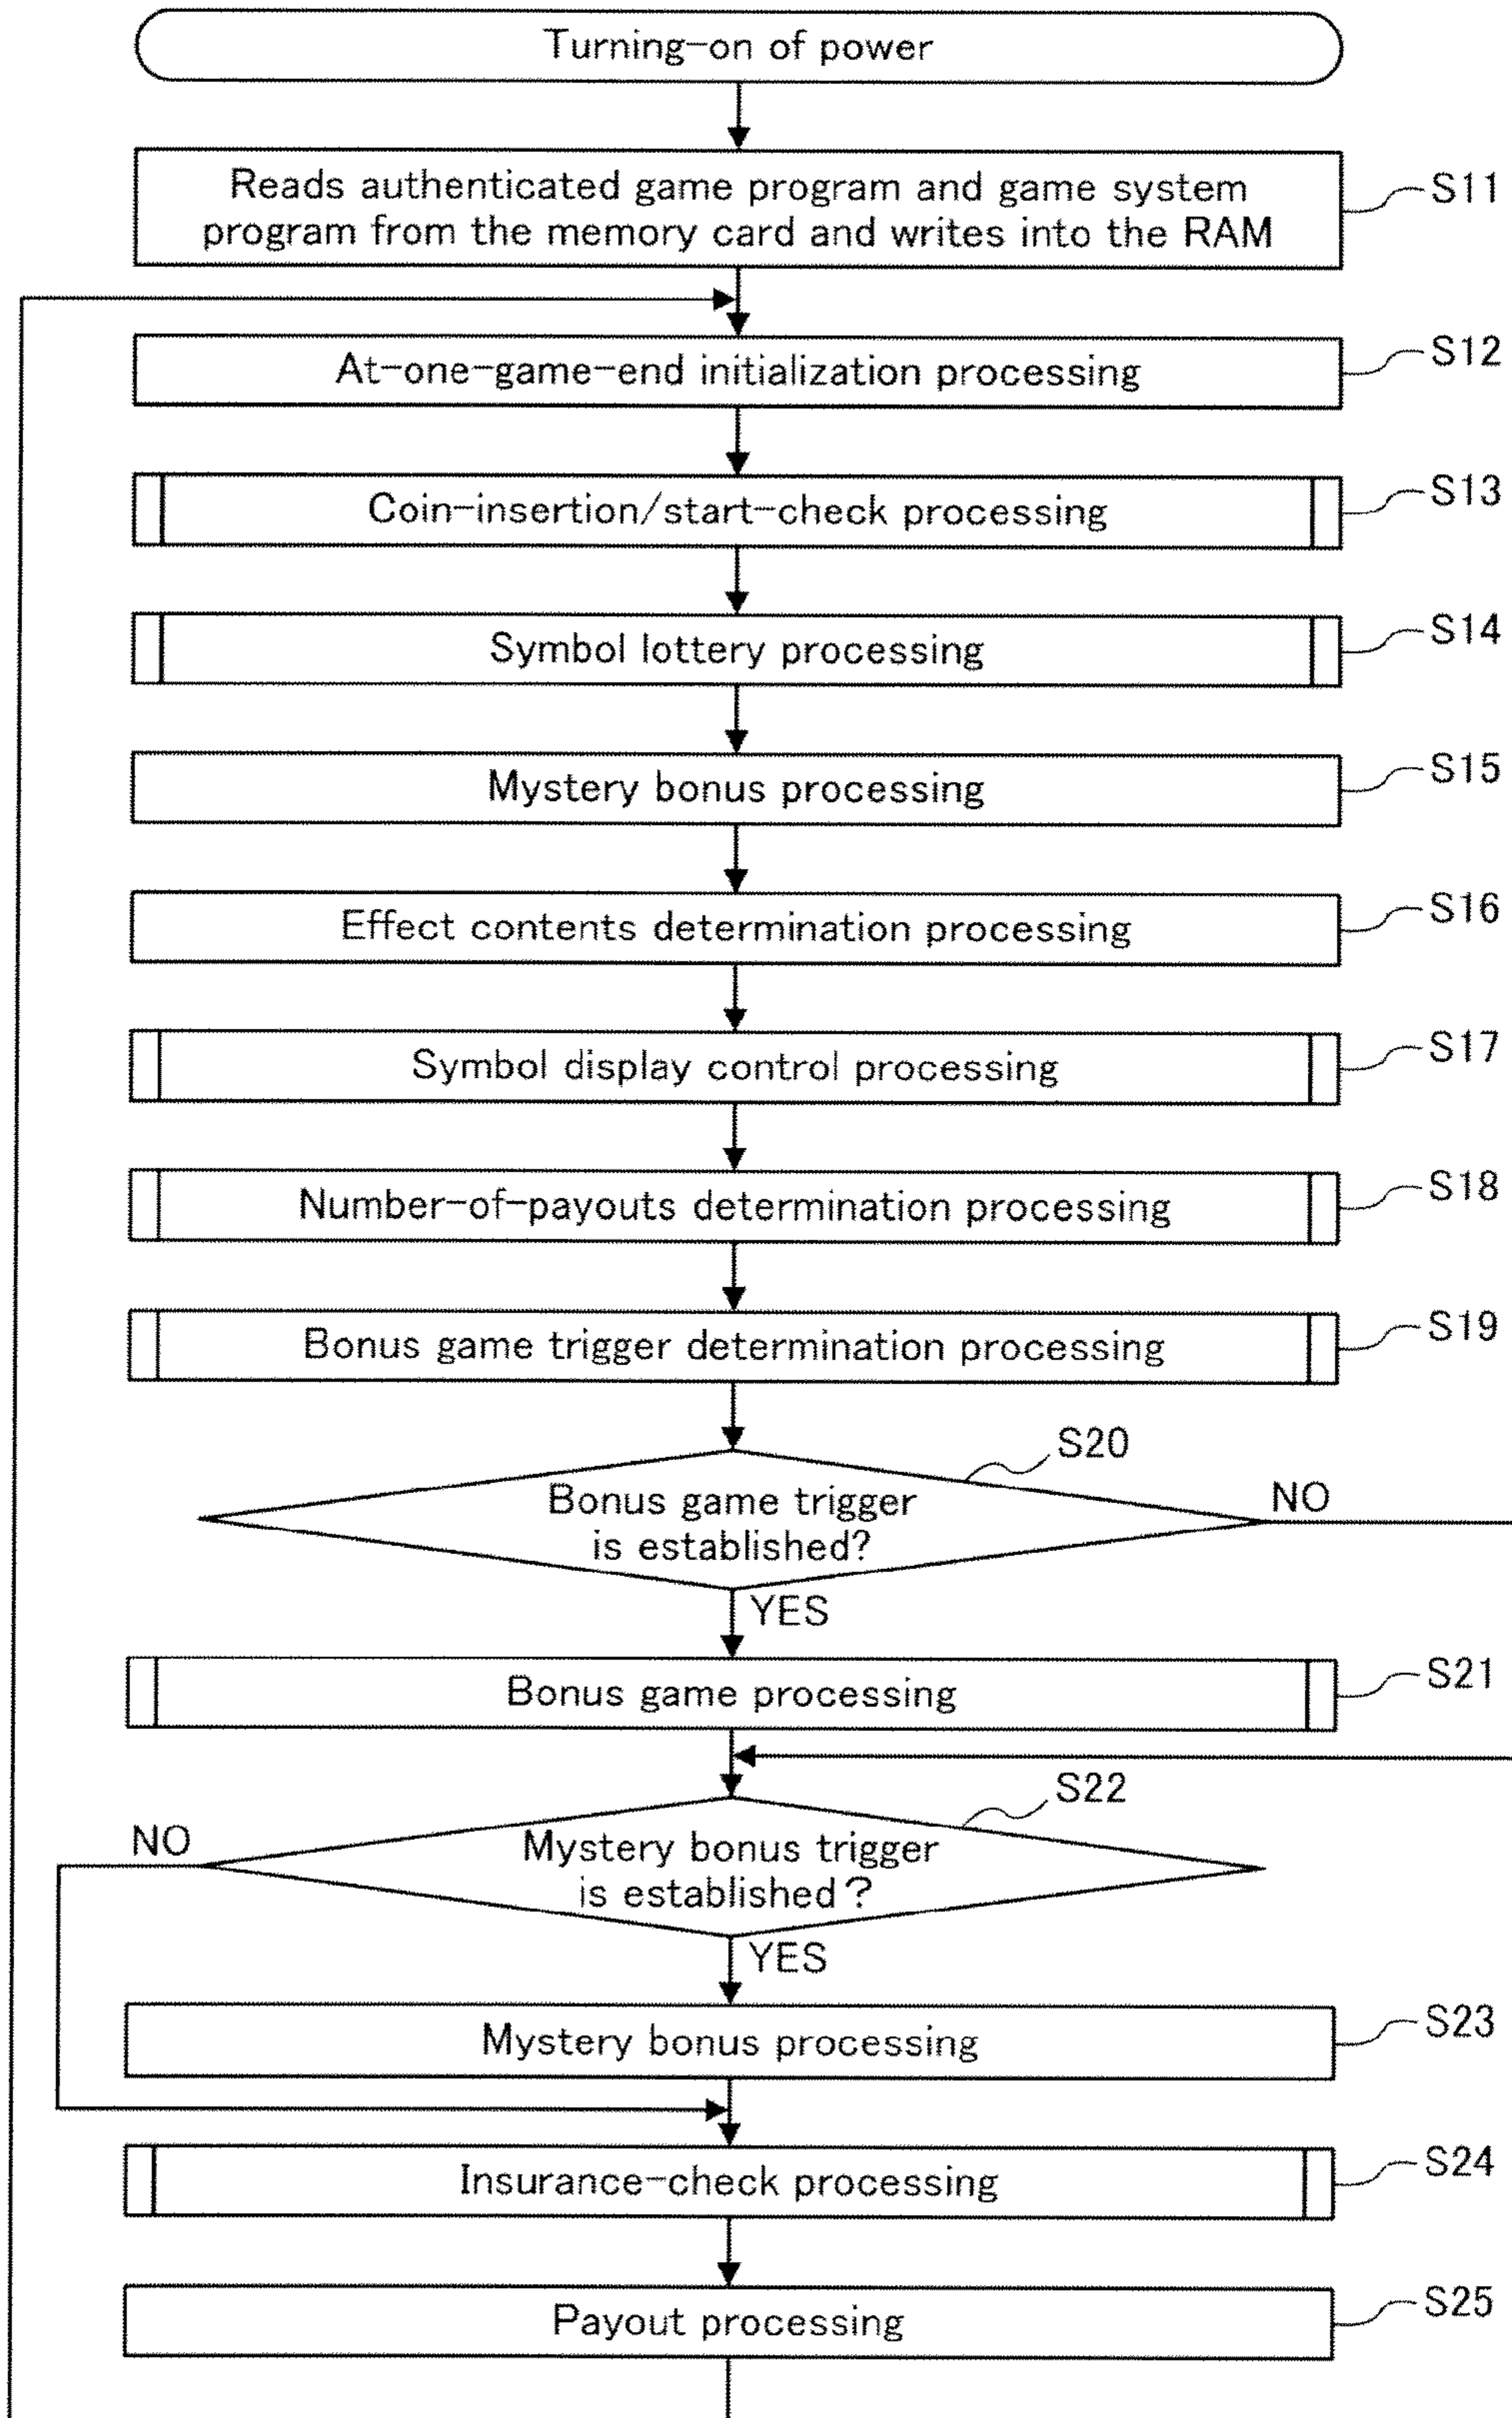 Turning-on of power
Reads authenticated game program and game system
program from the memory card and writes into the RAM
S11
At-one-game-end initialization processing
S12
Coin-insertion/start-check processing
S13
Symbol lottery processing
S14
Mystery bonus processing
S15
Effect contents determination processing
S16
Symbol display control processing
S17
Number-of-payouts determination processing
S18
Bonus game trigger determination processing
S19
S20
Bonus game trigger
is established?
NO
YES
Bonus game processing
S21
S22
NO
Mystery bonus trigger
is established?
YES
Mystery bonus processing
S23
Insurance-check processing
S24
Payout processing
S25